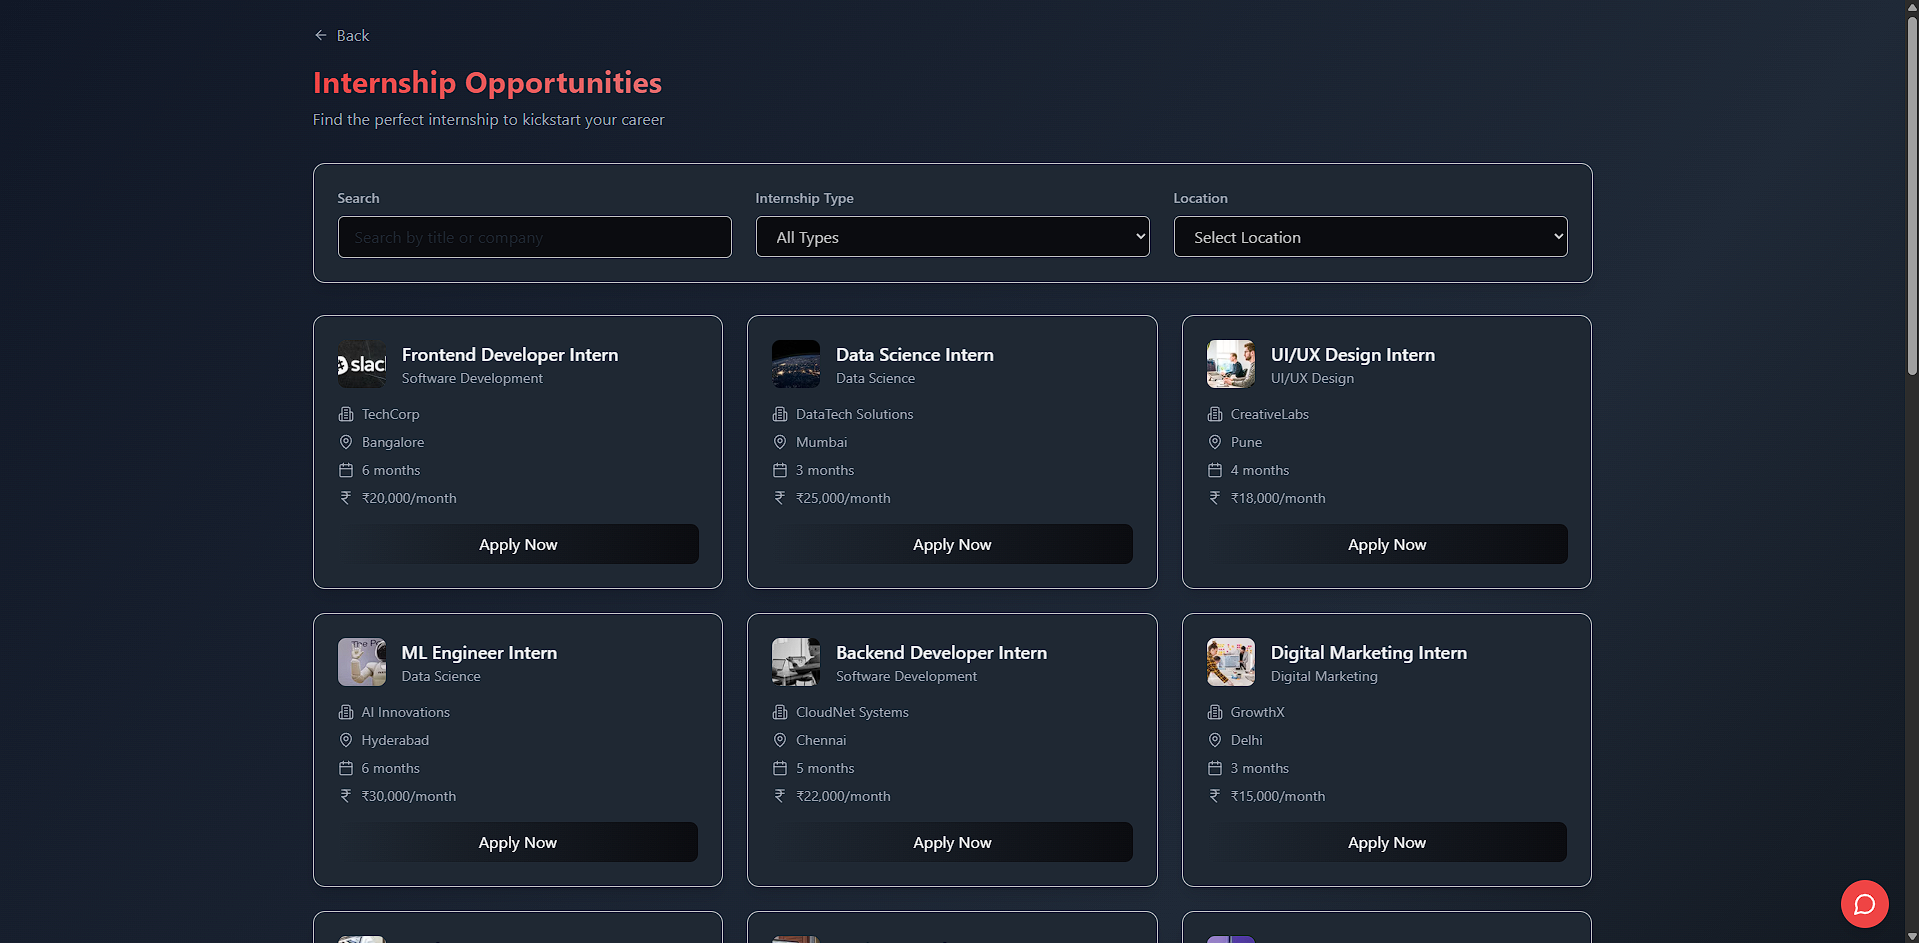 Back
Internship Opportunities
Find the perfect internship to kickstart your career
Search
Internship Type
Location
Search by title or company
All Types
Select Location
slac
Frontend Developer Intern
Software Development
TechCorp
Bangalore
6 months
₹ ₹20,000/month
Apply Now
Data Science Intern
Data Science
DataTech Solutions
Mumbai
3 months
₹ ₹25,000/month
Apply Now
UI/UX Design Intern
UI/UX Design
CreativeLabs
Pune
4 months
₹ ₹18,000/month
Apply Now
The
ML Engineer Intern
Data Science
AI Innovations
Hyderabad
6 months
₹ ₹30,000/month
Apply Now
Backend Developer Intern
Software Development
CloudNet Systems
Chennai
5 months
₹ ₹22,000/month
Apply Now
Digital Marketing Intern
Digital Marketing
GrowthX
Delhi
3 months
₹ ₹15,000/month
Apply Now